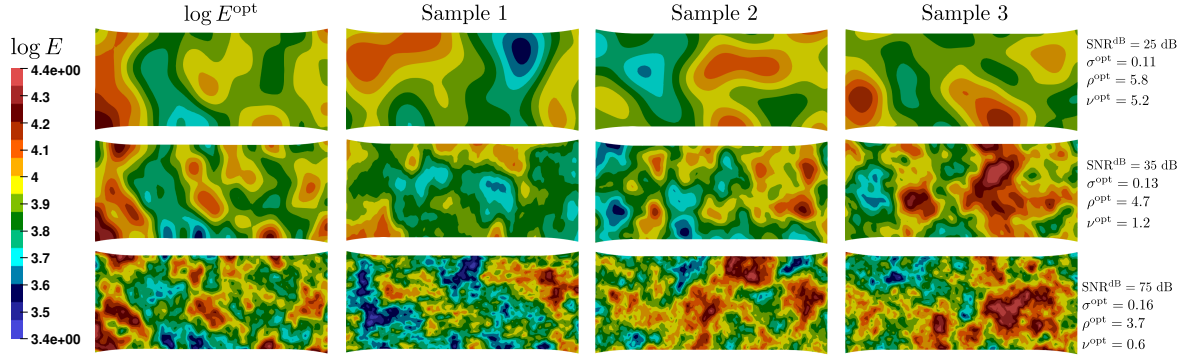 log E^opt Sample 1 Sample 2 Sample 3
log E
4.4e+00
4.3
4.2
4.1
4
3.9
3.8
3.7
3.6
3.5
3.4e+00
SNR^dB = 25 dB
σ^opt = 0.11
ρ^opt = 5.8
ν^opt = 5.2
SNR^dB = 35 dB
σ^opt = 0.13
ρ^opt = 4.7
ν^opt = 1.2
SNR^dB = 75 dB
σ^opt = 0.16
ρ^opt = 3.7
ν^opt = 0.6